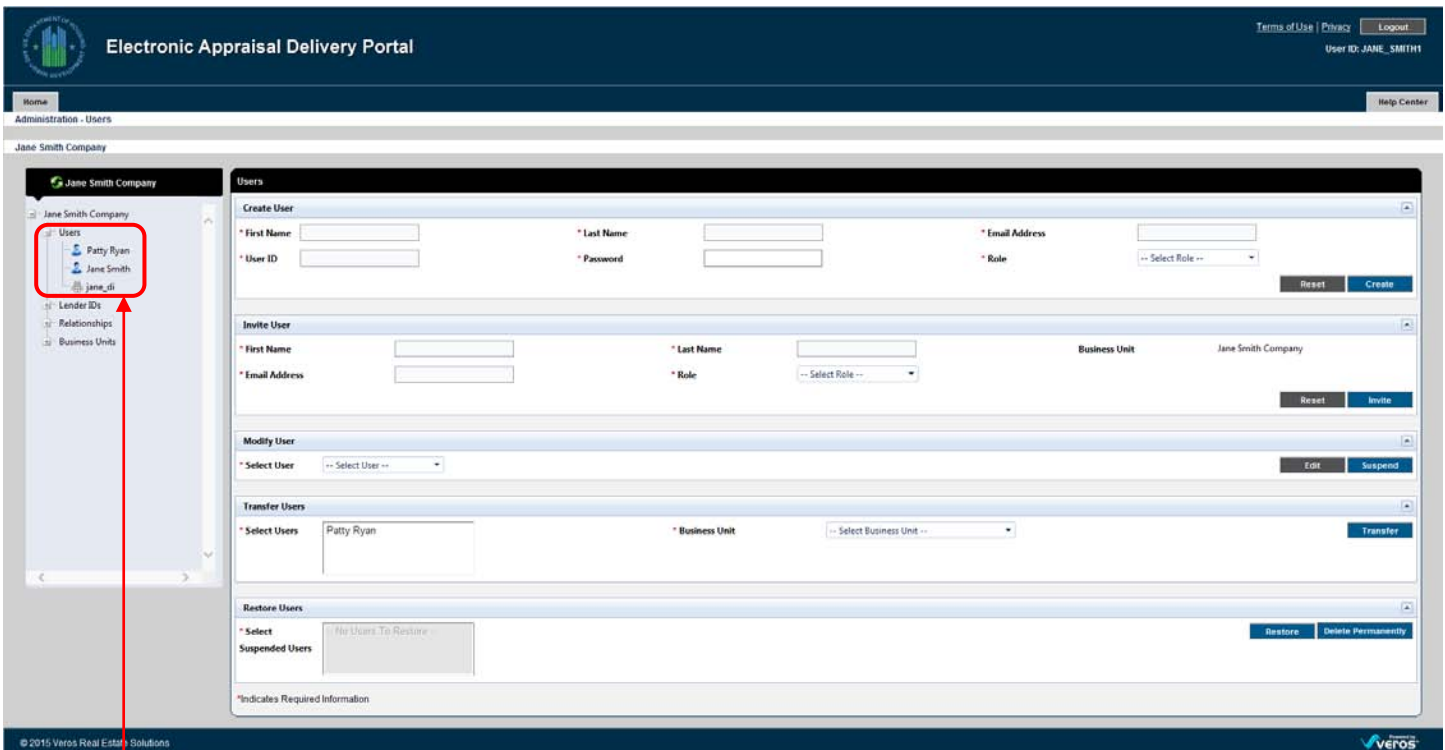 Terms of Use | Privacy Logout
Electronic Appraisal Delivery Portal
User ID: JANE_SMITH1
Home Help Center
Administration - Users
Jane Smith Company
Jane Smith Company
Jane Smith Company
Users
Patty Ryan
Jane Smith
jane_di
Lender IDs
Relationships
Business Units
Users
Create User
* First Name * Last Name * Email Address
* User ID * Password * Role -- Select Role --
Reset Create
Invite User
* First Name * Last Name Business Unit Jane Smith Company
* Email Address * Role -- Select Role --
Reset Invite
Modify User
* Select User -- Select User -- Edit Suspend
Transfer Users
* Select Users Patty Ryan * Business Unit -- Select Business Unit -- Transfer
Restore Users
* Select No Users To Restore Restore Delete Permanently
Suspended Users
*Indicates Required Information
© 2015 Veros Real Estate Solutions Powered by
veros